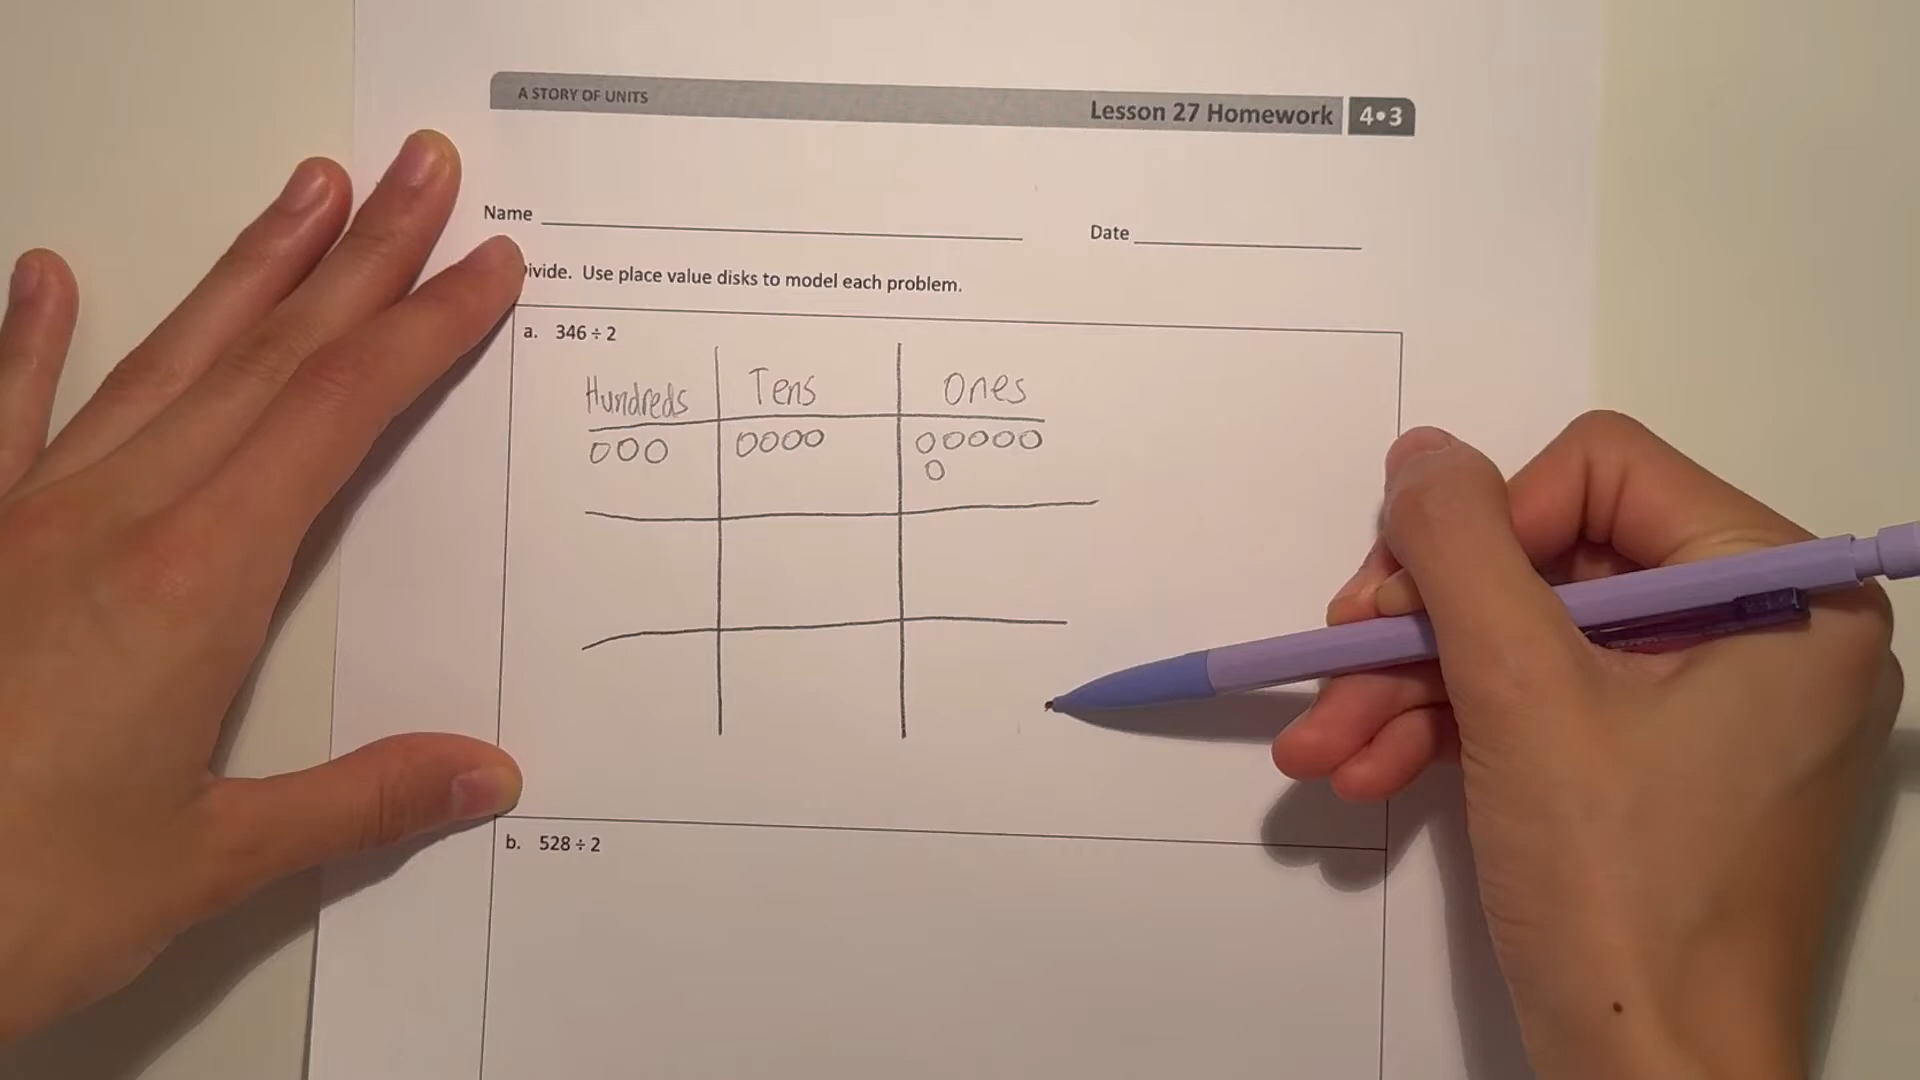 A STORY OF UNITS
Lesson 27 Homework 4•3
Name
Date
ivide. Use place value disks to model each problem.
a. 346 ÷ 2
Hundreds Tens Ones
b. 528 ÷ 2